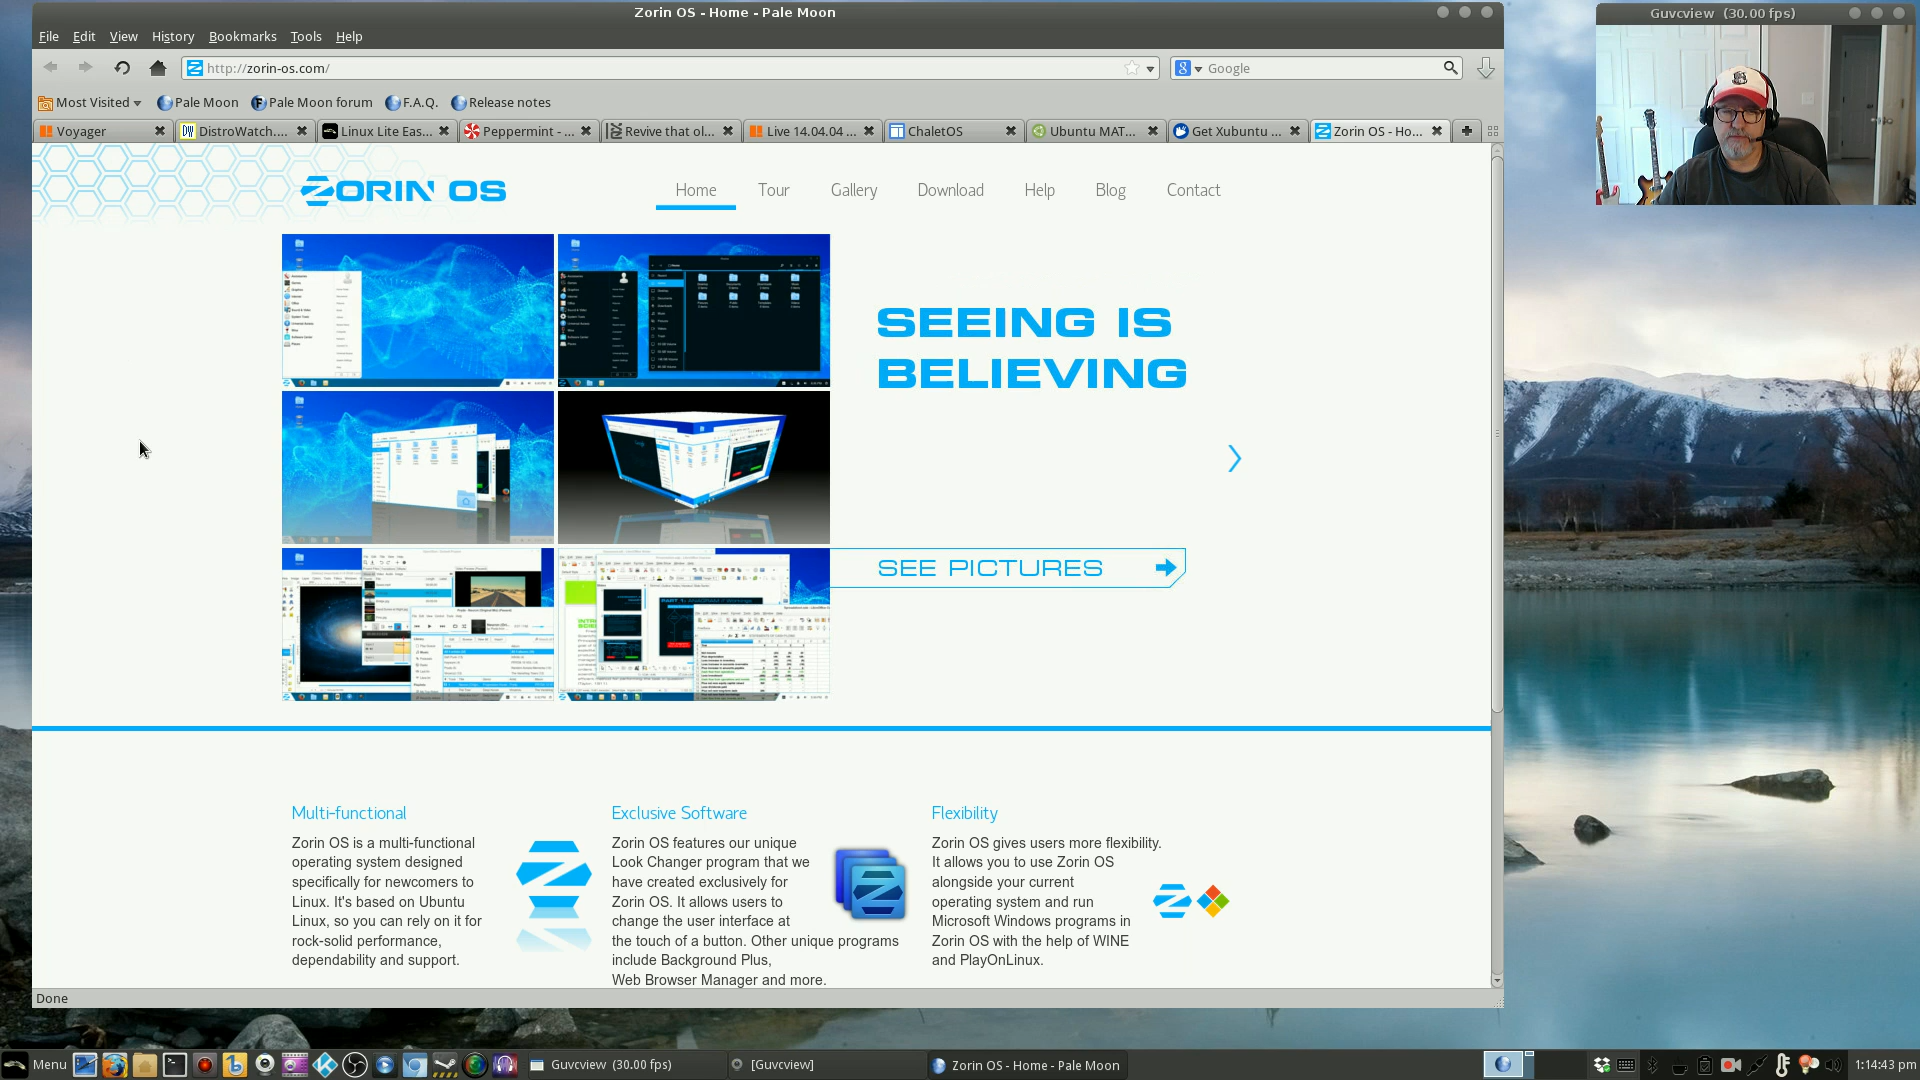 Zorin OS - Home - Pale Moon
Guvcview (30.00 fps)
File Edit View History Bookmarks Tools Help
http://zorin-os.com/
Google
Most Visited Pale Moon Pale Moon forum F.A.Q. Release notes
Voyager DistroWatch.... Linux Lite Eas... Peppermint - ... Revive that ol... Live 14.04.04 ... ChaletOS Ubuntu MAT... Get Xubuntu ... Zorin OS - Ho...
ZORIN OS
Home Tour Gallery Download Help Blog Contact
SEEING IS
BELIEVING
SEE PICTURES
Multi-functional
Zorin OS is a multi-functional
operating system designed
specifically for newcomers to
Linux. It's based on Ubuntu
Linux, so you can rely on it for
rock-solid performance,
dependability and support.
Exclusive Software
Zorin OS features our unique
Look Changer program that we
have created exclusively for
Zorin OS. It allows users to
change the user interface at
the touch of a button. Other unique programs
include Background Plus,
Web Browser Manager and more.
Flexibility
Zorin OS gives users more flexibility.
It allows you to use Zorin OS
alongside your current
operating system and run
Microsoft Windows programs in
Zorin OS with the help of WINE
and PlayOnLinux.
Done
Menu Guvcview (30.00 fps) [Guvcview] Zorin OS - Home - Pale Moon 1:14:43 pm